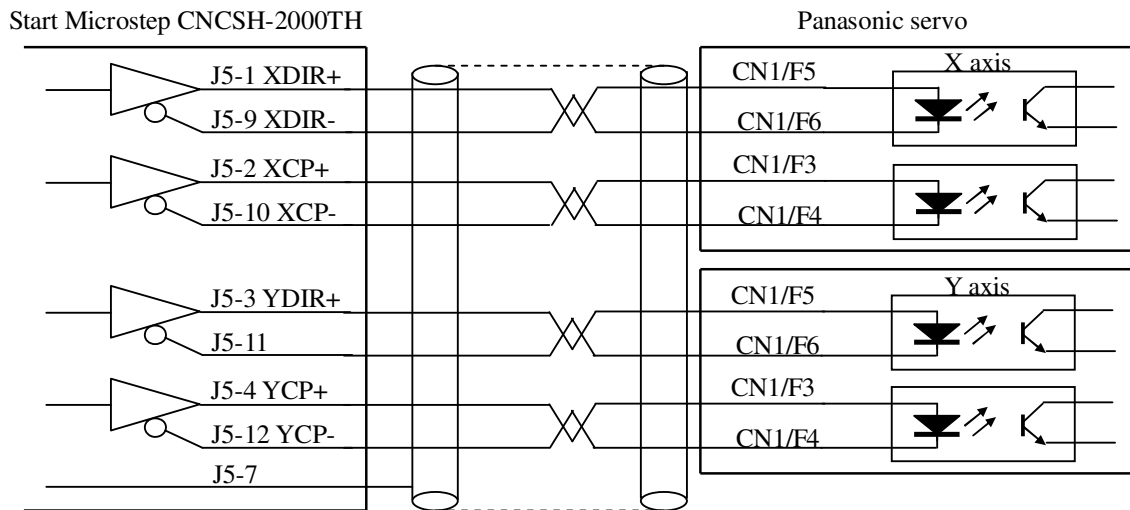 Start Microstep CNCSH-2000TH
Panasonic servo
J5-1 XDIR+
CN1/F5
X axis
J5-9 XDIR-
CN1/F6
J5-2 XCP+
CN1/F3
J5-10 XCP-
CN1/F4
J5-3 YDIR+
CN1/F5
Y axis
J5-11
CN1/F6
J5-4 YCP+
CN1/F3
J5-12 YCP-
CN1/F4
J5-7